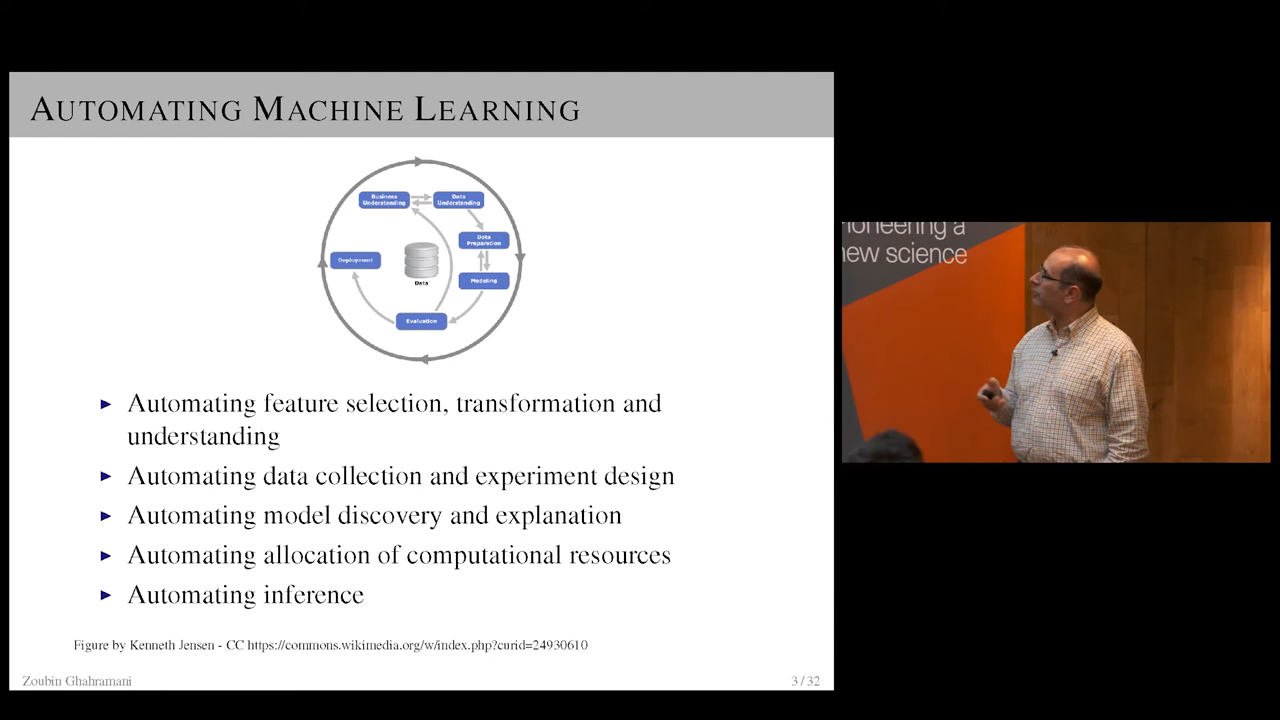 AUTOMATING MACHINE LEARNING
Business
Understanding
Data
Understanding
Data
Preparation
Deployment
Data
Modeling
Evaluation
Automating feature selection, transformation and
understanding
Automating data collection and experiment design
Automating model discovery and explanation
Automating allocation of computational resources
Automating inference
Figure by Kenneth Jensen - CC https://commons.wikimedia.org/w/index.php?curid=24930610
Zoubin Ghahramani
3 / 32
new science